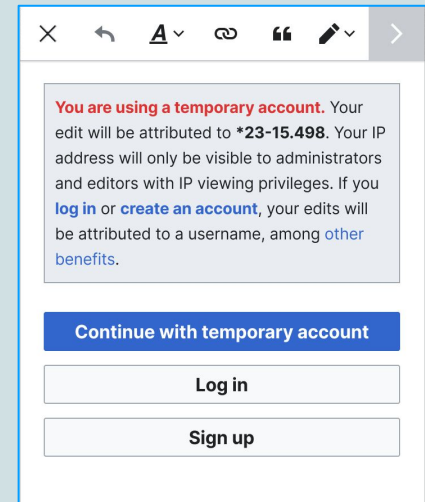 You are using a temporary account. Your
edit will be attributed to *23-15.498. Your IP
address will only be visible to administrators
and editors with IP viewing privileges. If you
log in or create an account, your edits will
be attributed to a username, among other
benefits.
Continue with temporary account
Log in
Sign up